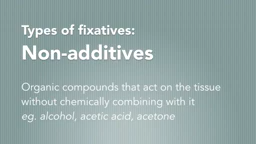 Types of fixatives:
Non-additives
Organic compounds that act on the tissue
without chemically combining with it
eg. alcohol, acetic acid, acetone